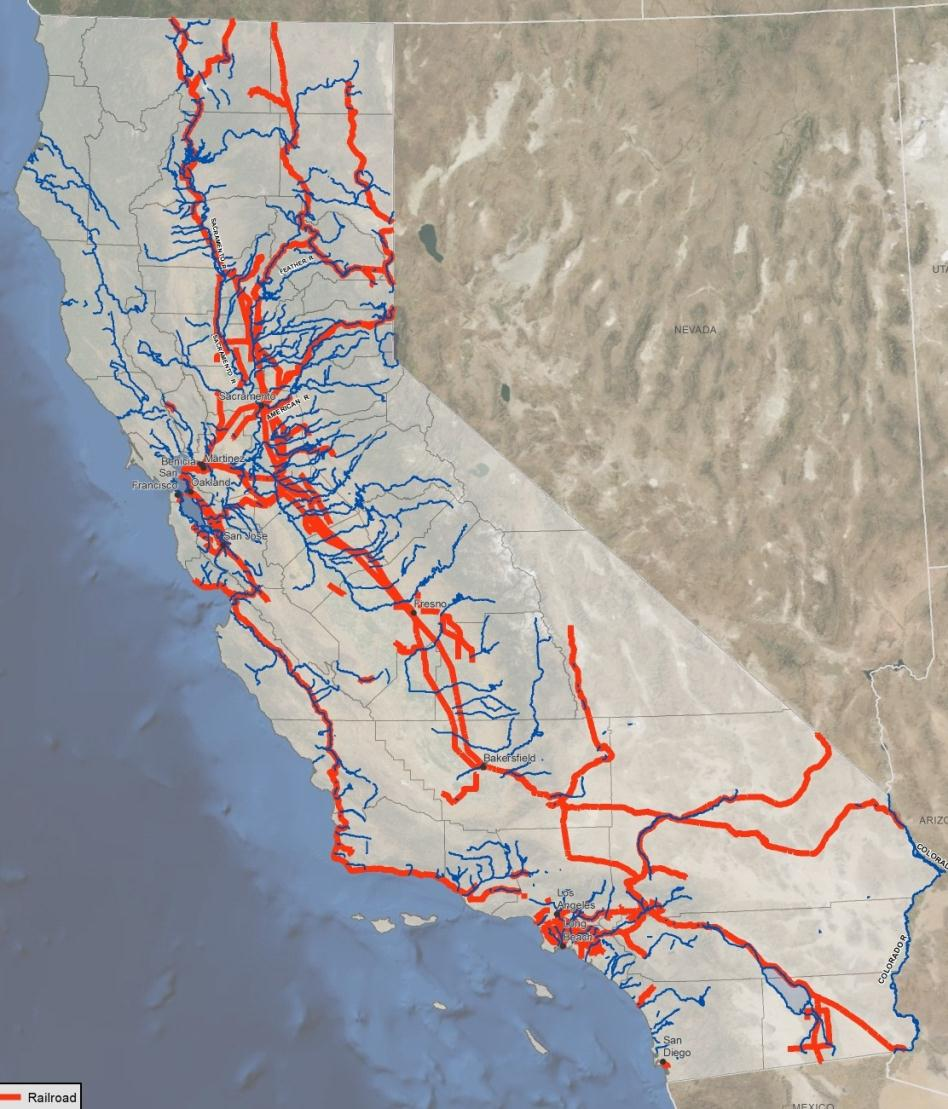 SACRAMENTO R
FEATHER R
UTA
NEVADA
SACRAMENTO R
Sacramento
AMERICAN R
Benicia
Martinez
San
Francisco
Oakland
San Jose
Fresno
Bakersfield
ARIZO
COLORAD
Los
Angeles
Long
Beach
COLORADO R
San
Diego
Railroad
MEXICO